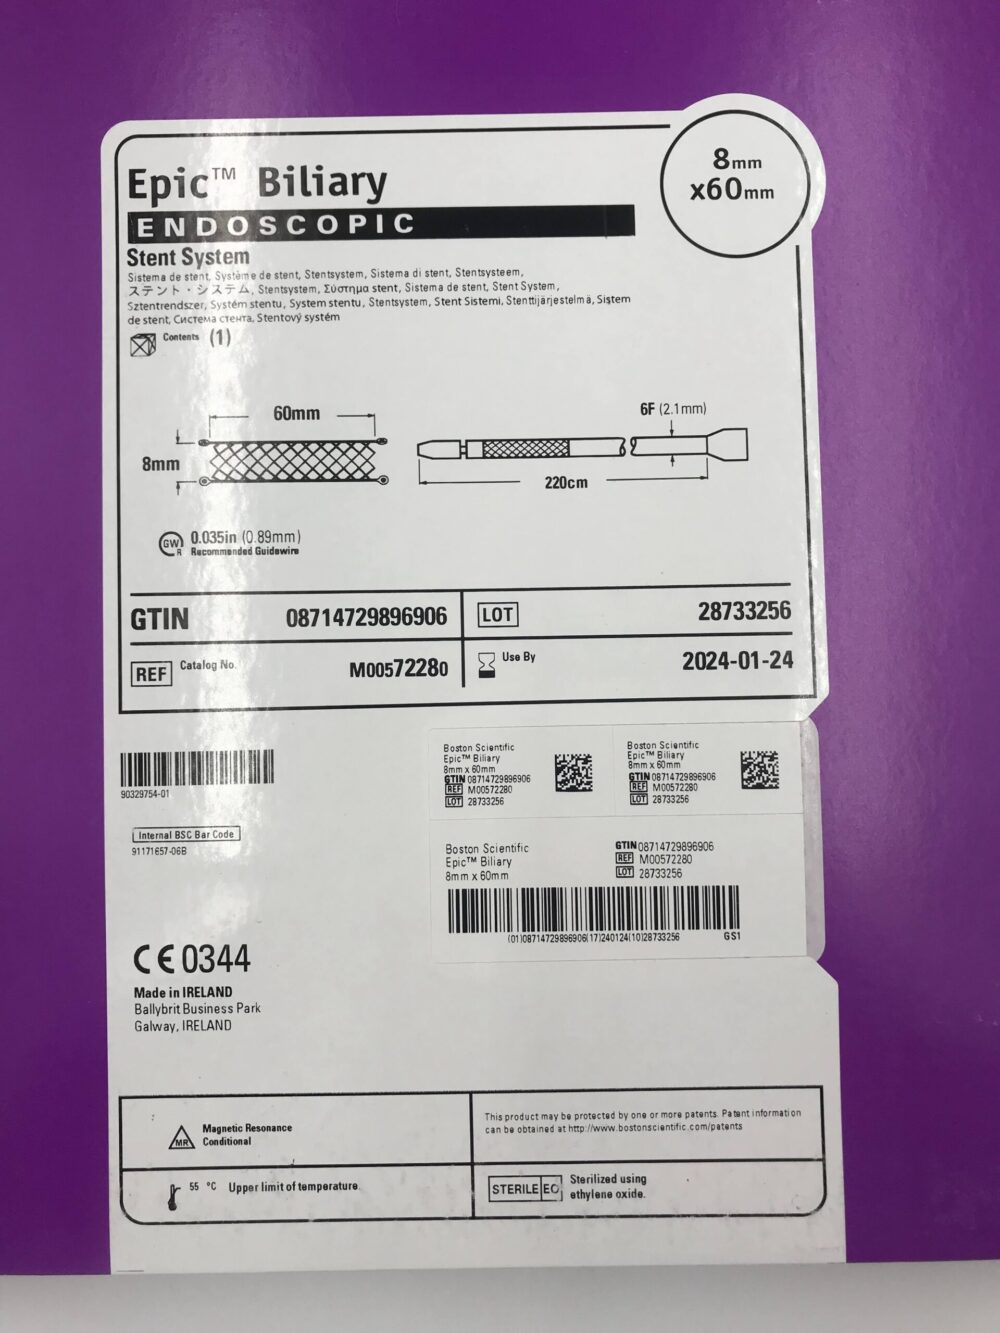 Epic™ Biliary
ENDOSCOPIC
Stent System
Sistema de stent, Système de stent, Stentsystem, Sistema di stent, Stentsysteem,
ステント・システム, Stentsystem, Σύστημα stent, Sistema de stent, Stent System,
Sztentrendszer, Systém stentu, System stentu, Stentsystem, Stent Sistemi, Stenttijärjestelmä, Sistem
de stent, Система стента, Stentový systém
8mm
x60mm
Contents (1)
60mm
8mm
6F (2.1mm)
220cm
GW
R
0.035in (0.89mm)
Recommended Guidewire
GTIN 08714729896906
LOT 28733256
REF Catalog No. M00572280
Use By 2024-01-24
90329754-01
Internal BSC Bar Code
91171657-06B
Boston Scientific
Epic™ Biliary
8mm x 60mm
GTIN 08714729896906
REF M00572280
LOT 28733256
Boston Scientific
Epic™ Biliary
8mm x 60mm
GTIN 08714729896906
REF M00572280
LOT 28733256
Boston Scientific
Epic™ Biliary
8mm x 60mm
GTIN 08714729896906
REF M00572280
LOT 28733256
(01)08714729896906(17)240124(10)28733256 GS1
CE 0344
Made in IRELAND
Ballybrit Business Park
Galway, IRELAND
MR
Magnetic Resonance
Conditional
This product may be protected by one or more patents. Patent information
can be obtained at http://www.bostonscientific.com/patents
55 °C Upper limit of temperature.
STERILE EO
Sterilized using
ethylene oxide.